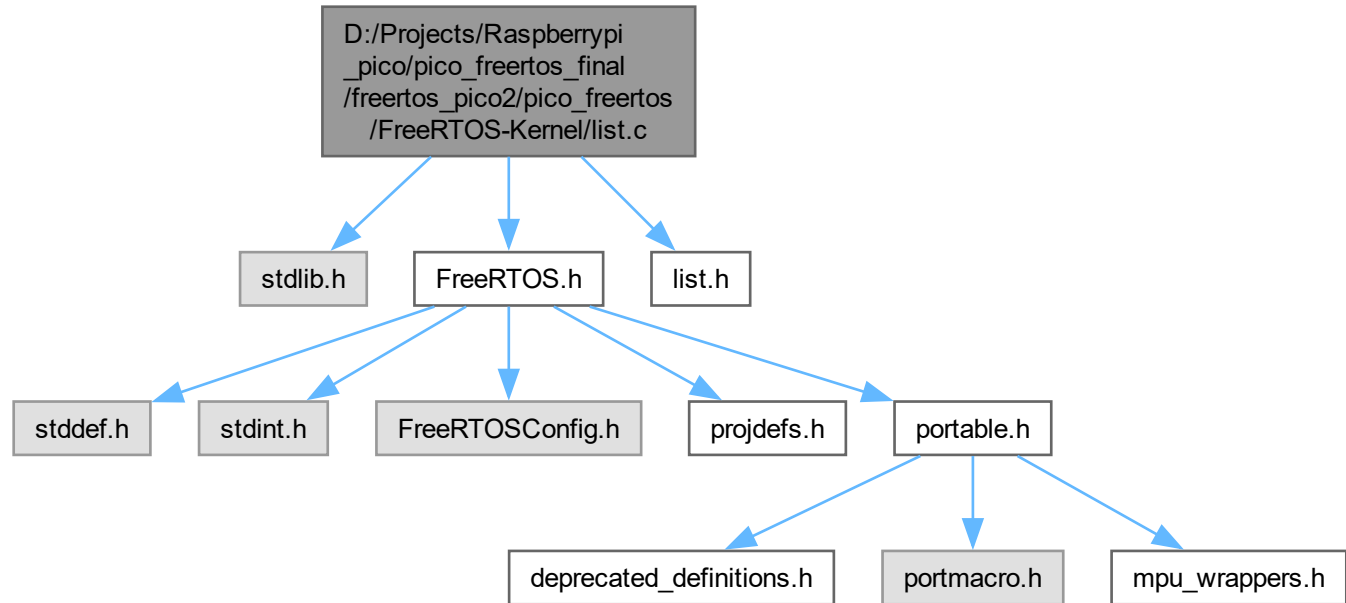 D:/Projects/Raspberrypi
_pico/pico_freertos_final
/freertos_pico2/pico_freertos
/FreeRTOS-Kernel/list.c
stdlib.h
FreeRTOS.h
list.h
stddef.h
stdint.h
FreeRTOSConfig.h
projdefs.h
portable.h
deprecated_definitions.h
portmacro.h
mpu_wrappers.h